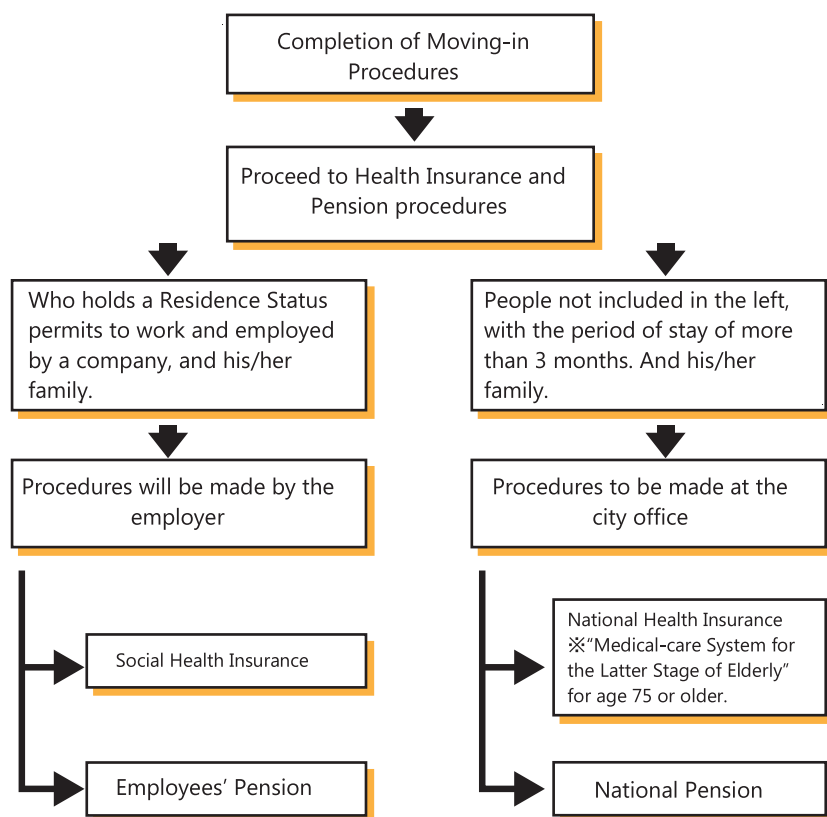 Completion of Moving-in
Procedures
Proceed to Health Insurance and
Pension procedures
Who holds a Residence Status
permits to work and employed
by a company, and his/her
family.
People not included in the left,
with the period of stay of more
than 3 months. And his/her
family.
Procedures will be made by the
employer
Procedures to be made at the
city office
Social Health Insurance
Employees’ Pension
National Health Insurance
※“Medical-care System for
the Latter Stage of Elderly”
for age 75 or older.
National Pension